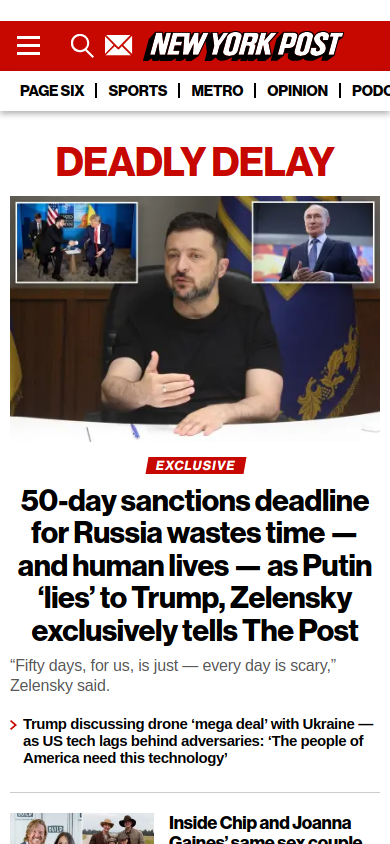 NEW YORK POST
PAGE SIX
SPORTS
METRO
OPINION
PODC
DEADLY DELAY
EXCLUSIVE
50-day sanctions deadline
for Russia wastes time —
and human lives — as Putin
‘lies’ to Trump, Zelensky
exclusively tells The Post
“Fifty days, for us, is just — every day is scary,”
Zelensky said.
Trump discussing drone ‘mega deal’ with Ukraine —
as US tech lags behind adversaries: ‘The people of
America need this technology’
Inside Chip and Joanna
Gaines’ same sex couple